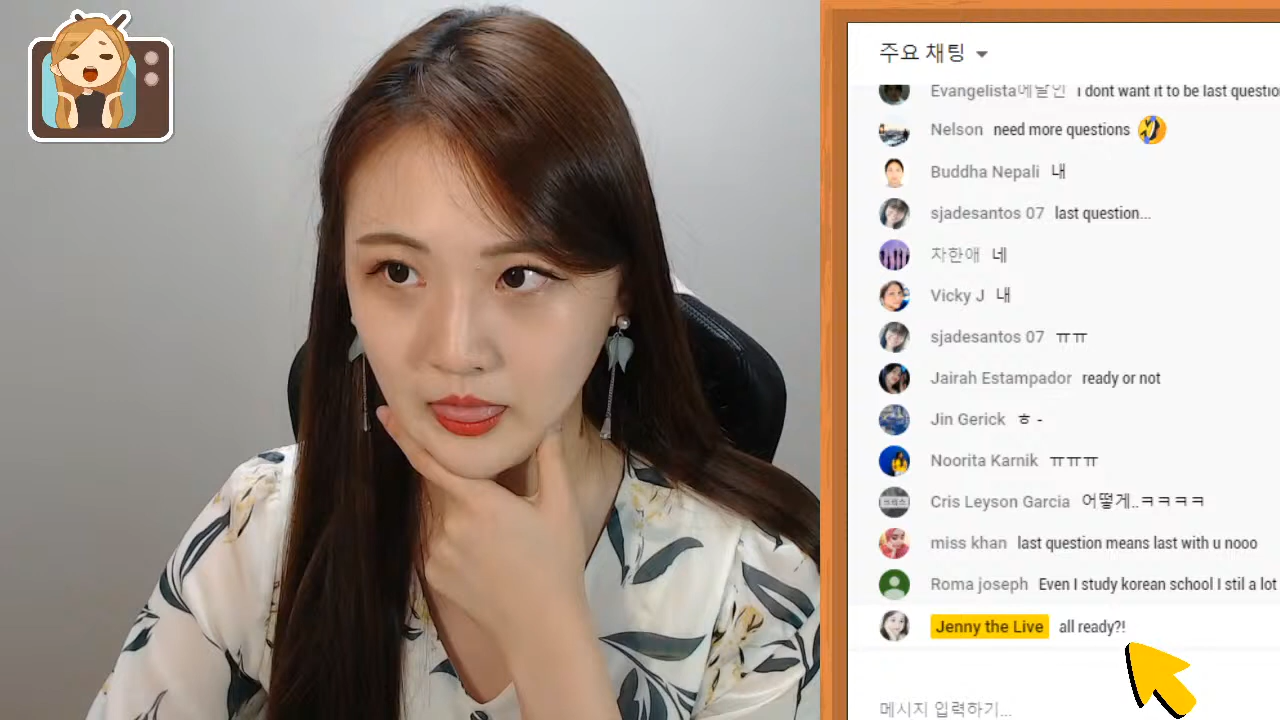 주요 채팅
Evangelista메탈인 i dont want it to be last questio
Nelson need more questions
Buddha Nepali 내
sjadesantos 07 last question...
차한애 네
Vicky J 내
sjadesantos 07 ㅠㅠ
Jairah Estampador ready or not
Jin Gerick ㅎ -
Noorita Karnik ㅠㅠㅠ
Cris Leyson Garcia 어떻게..ㅋㅋㅋㅋ
miss khan last question means last with u nooo
Roma joseph Even I study korean school I stil a lot
Jenny the Live all ready?!
메시지 입력하기...